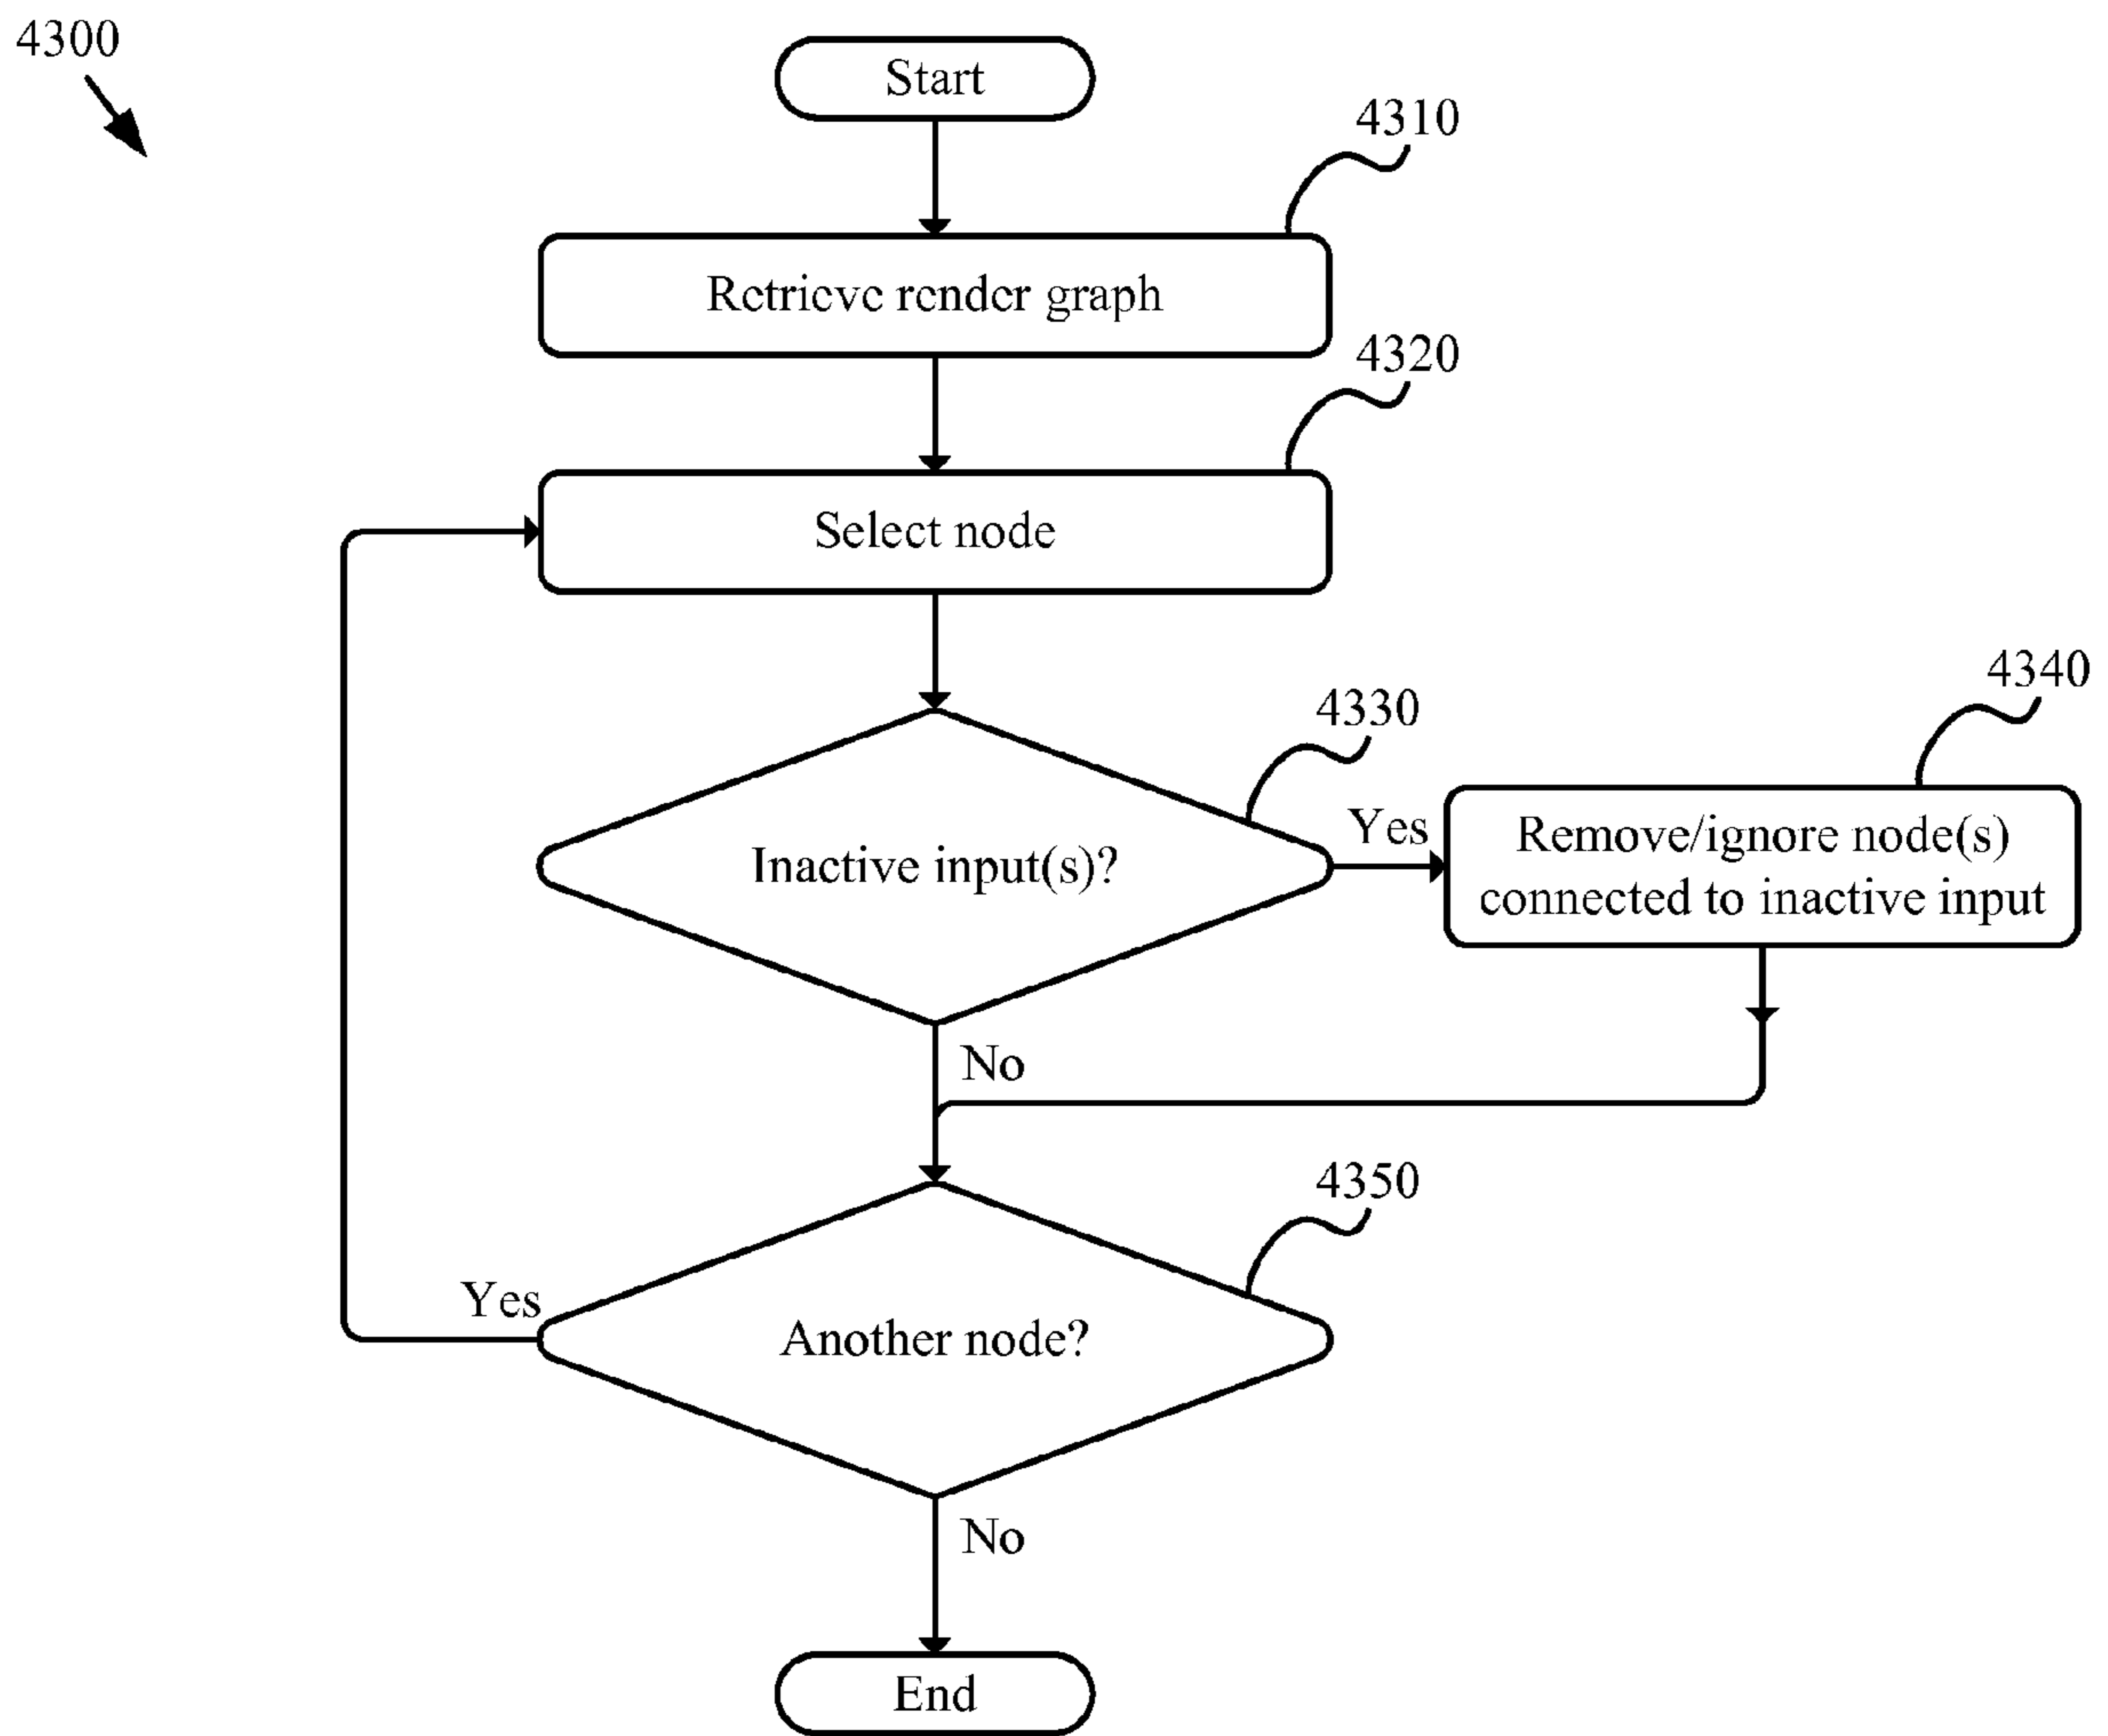 4300
Start
4310
Retrieve render graph
4320
Select node
4330
4340
Inactive input(s)?
Yes
Remove/ignore node(s)
connected to inactive input
No
4350
Yes
Another node?
No
End